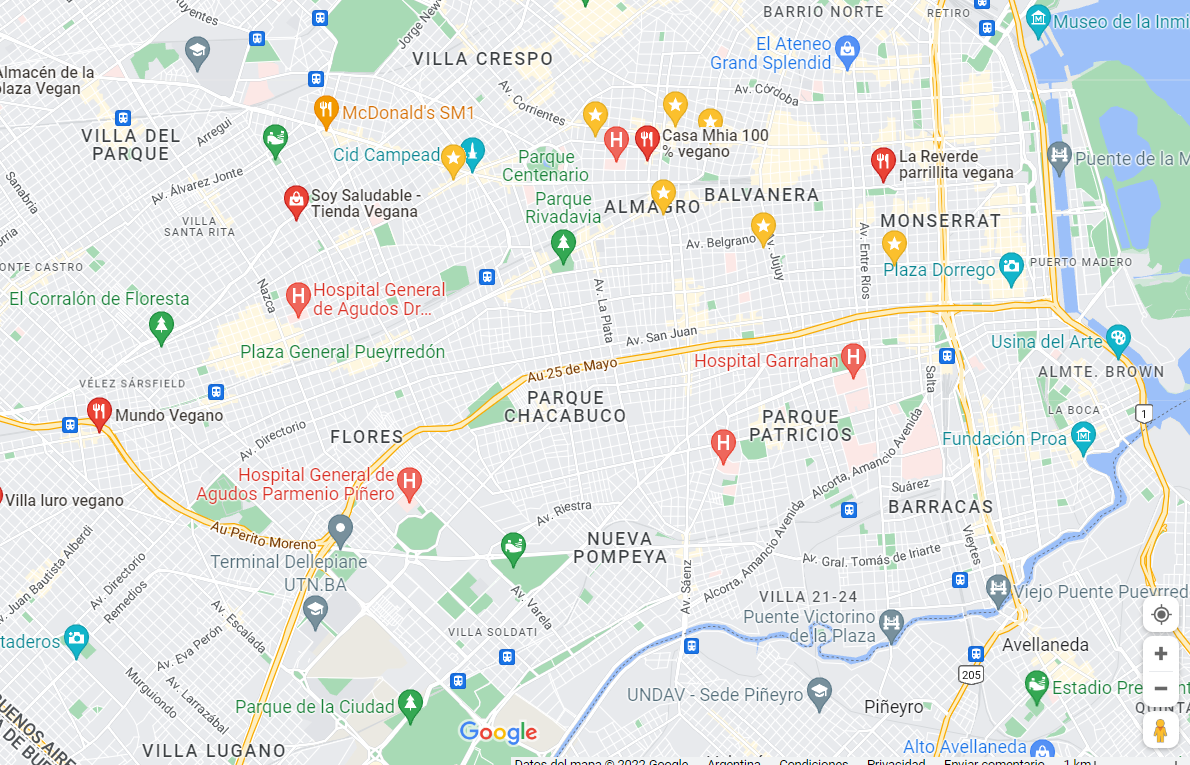 BARRIO NORTE
RETIRO
Museo de la Inmi
Jorge New
uyentes
El Ateneo
Grand Splendid
VILLA CRESPO
Almacén de la
plaza Vegan
Av. Corrientes
Av. Córdoba
McDonald's SM1
VILLA DEL
PARQUE
Arregui
Casa Mhia 100
% vegano
Cid Campeador
Parque
Centenario
La Reverde
parrillita vegana
Puente de la M
Sanabria
Av. Álvarez Jonte
Soy Saludable -
Tienda Vegana
Parque
Rivadavia
ALMAGRO
BALVANERA
MONSERRAT
VILLA
SANTA RITA
Av. Belgrano
Av. Jujuy
Av. Entre Ríos
ONTE CASTRO
Plaza Dorrego
PUERTO MADERO
Nazca
Av. La Plata
El Corralón de Floresta
Hospital General
de Agudos Dr...
Av. San Juan
Usina del Arte
Plaza General Pueyrredón
Au 25 de Mayo
Hospital Garrahan
Salta
ALMTE. BROWN
VÉLEZ SÁRSFIELD
PARQUE
CHACABUCO
LA BOCA
1
Mundo Vegano
PARQUE
PATRICIOS
Av. Directorio
FLORES
Fundación Proa
Alcorta, Amancio Avenida
Hospital General de
Agudos Parmenio Piñero
Suárez
Villa luro vegano
BARRACAS
Av. Riestra
Au Perito Moreno
NUEVA
POMPEYA
Vieytes
Alcorta, Amancio Avenida
Av. Gral. Tomás de Iriarte
Terminal Dellepiane
UTN.BA
Juan Bautista Alberdi
Av. Directorio
Remedios
Av. Sáenz
Av. Varela
VILLA 21-24
Viejo Puente Pueyrred
Av. Escalada
Puente Victorino
de la Plaza
VILLA SOLDATI
Avellaneda
taderos
Av. Eva Perón
205
Murguiondo
Av. Larrazábal
UNDAV - Sede Piñeyro
Estadio Pre
Piñeyro
QUINTA
Parque de la Ciudad
Google
BUENOS AIRE
DE BU
VILLA LUGANO
Alto Avellaneda
Datos del mapa © 2022 Google
Argentina
Condiciones
Privacidad
Enviar comentario
1 km